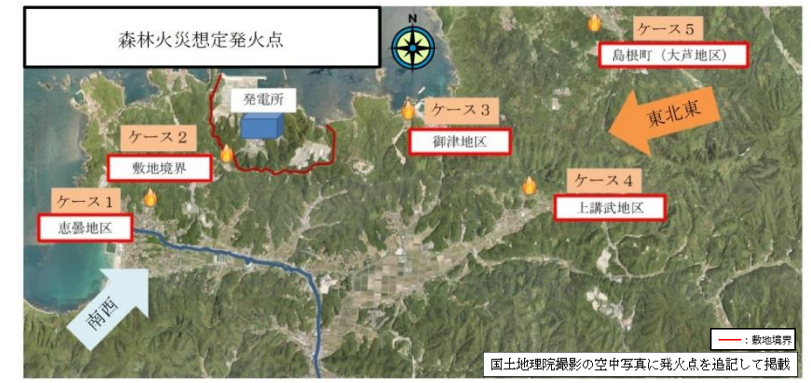 森林火災想定発火点
N
ケース5
島根町（大芦地区）
発電所
ケース3
御津地区
東北東
ケース2
敷地境界
ケース4
上講武地区
ケース1
恵曇地区
南西
：敷地境界
国土地理院撮影の空中写真に発火点を追記して掲載